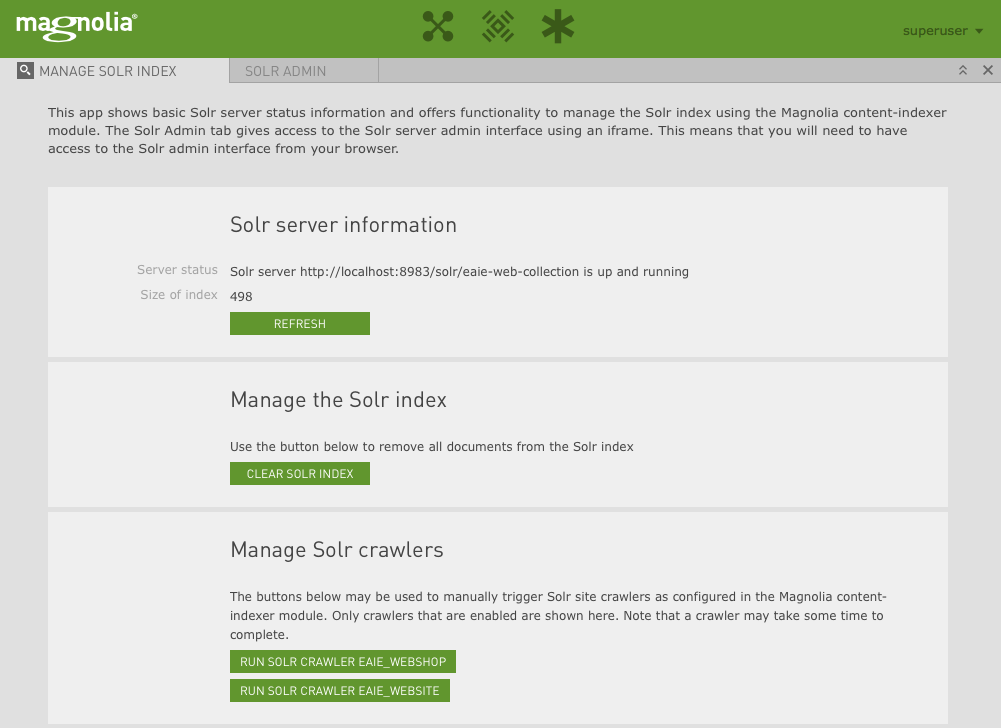 magnolia®
superuser
MANAGE SOLR INDEX
SOLR ADMIN
This app shows basic Solr server status information and offers functionality to manage the Solr index using the Magnolia content-indexer
module. The Solr Admin tab gives access to the Solr server admin interface using an iframe. This means that you will need to have
access to the Solr admin interface from your browser.
Solr server information
Server status
Solr server http://localhost:8983/solr/eaie-web-collection is up and running
Size of index
498
REFRESH
Manage the Solr index
Use the button below to remove all documents from the Solr index
CLEAR SOLR INDEX
Manage Solr crawlers
The buttons below may be used to manually trigger Solr site crawlers as configured in the Magnolia content-
indexer module. Only crawlers that are enabled are shown here. Note that a crawler may take some time to
complete.
RUN SOLR CRAWLER EAIE_WEBSHOP
RUN SOLR CRAWLER EAIE_WEBSITE